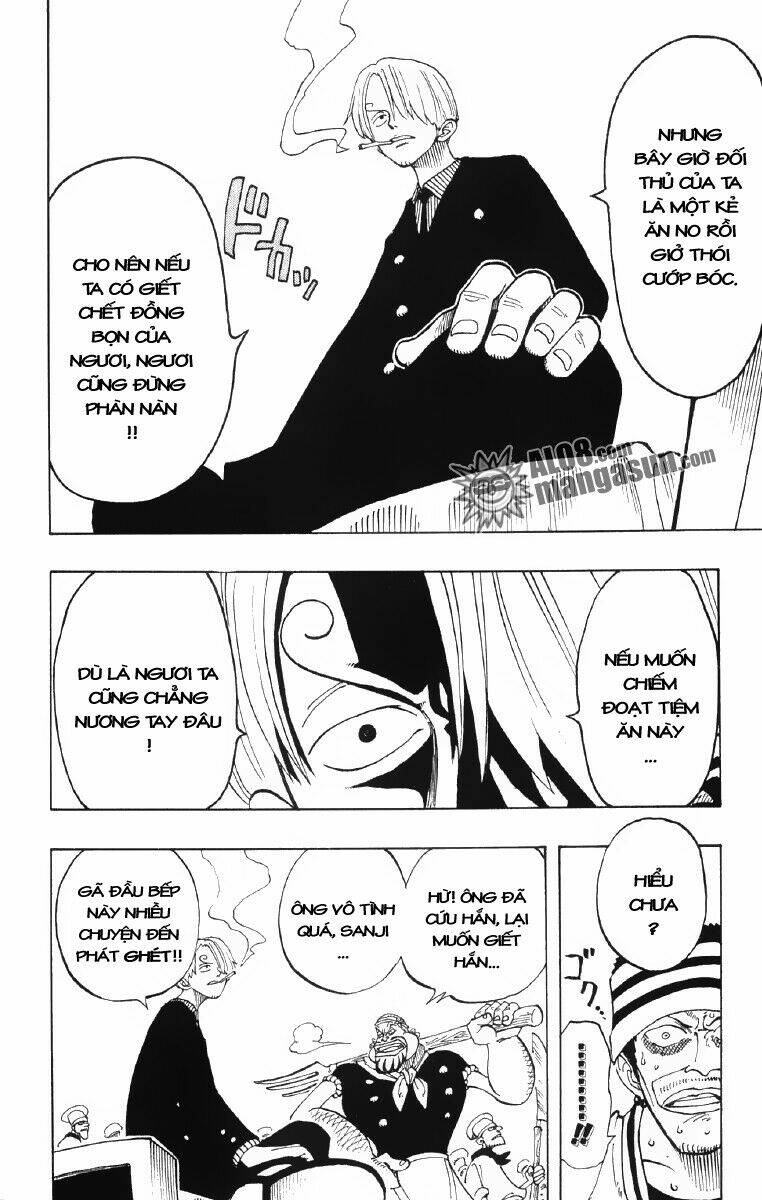 NHƯNG
BÂY GIỜ ĐỐI
THỦ CỦA TA
LÀ MỘT KẺ
ĂN NO RỒI
GIỞ THÓI
CƯỚP BÓC.
ドカッ
CHO NÊN NẾU
TA CÓ GIẾT
CHẾT ĐỒNG
BỌN CỦA
NGƯƠI, NGƯƠI
CŨNG ĐỪNG
PHÀN NÀN
!!
ALO8.com
mangasun.com
NẾU MUỐN
CHIẾM
ĐOẠT TIỆM
ĂN NÀY
...
DÙ LÀ NGƯƠI TA
CŨNG CHẲNG
NƯƠNG TAY ĐÂU
!
HIỂU
CHƯA
?
ゴク...
..........!!
HỪ! ÔNG ĐÃ
CỨU HẮN, LẠI
MUỐN GIẾT
HẮN...
ÔNG VÔ TÌNH
QUÁ, SANJI
...
GÃ ĐẦU BẾP
NÀY NHIỀU
CHUYỆN ĐẾN
PHÁT GHÉT!!